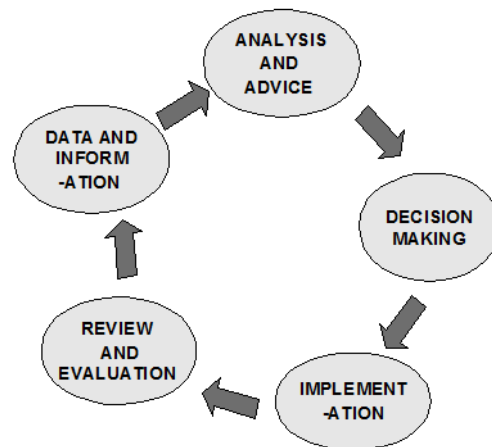 ANALYSIS
AND
ADVICE
DATA AND
INFORM
-ATION
DECISION
MAKING
REVIEW
AND
EVALUATION
IMPLEMENT
-ATION